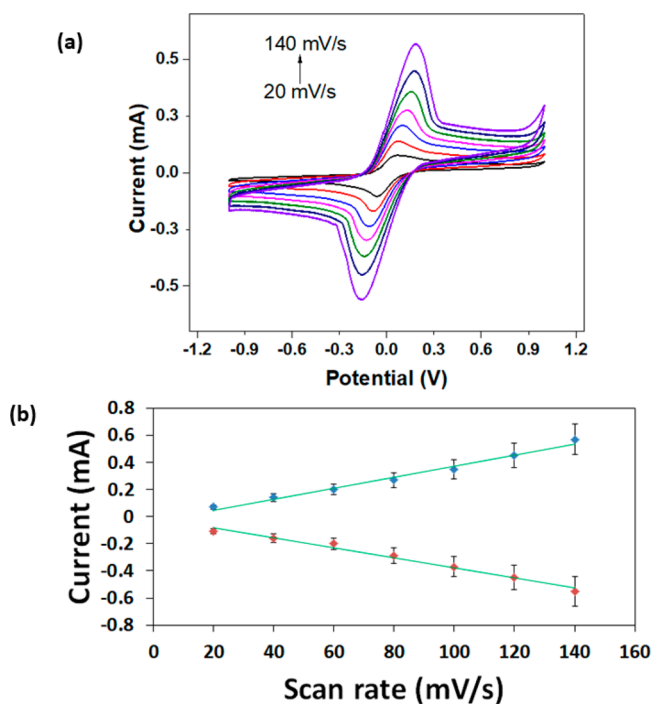 (a)
140 mV/s
20 mV/s
0.5
0.3
0.0
-0.3
-0.5
Current (mA)
-1.2 -0.9 -0.6 -0.3 0.0 0.3 0.6 0.9 1.2
Potential (V)
(b)
0.8
0.6
0.4
0.2
0
-0.2
-0.4
-0.6
-0.8
Current (mA)
0 20 40 60 80 100 120 140 160
Scan rate (mV/s)